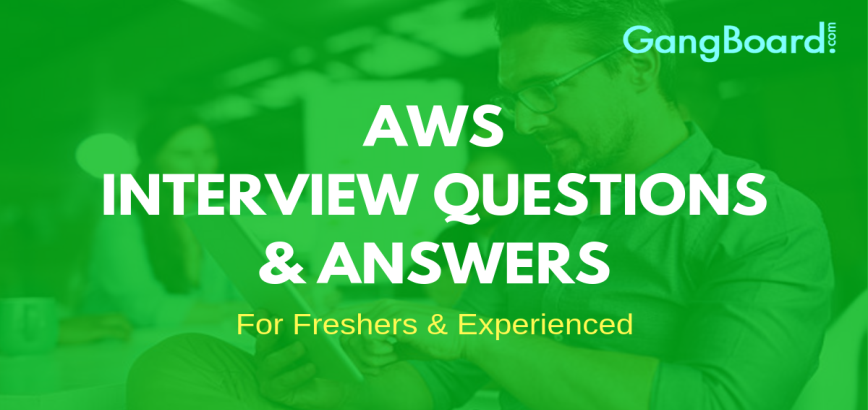 GangBoard.com
AWS
INTERVIEW QUESTIONS
& ANSWERS
For Freshers & Experienced